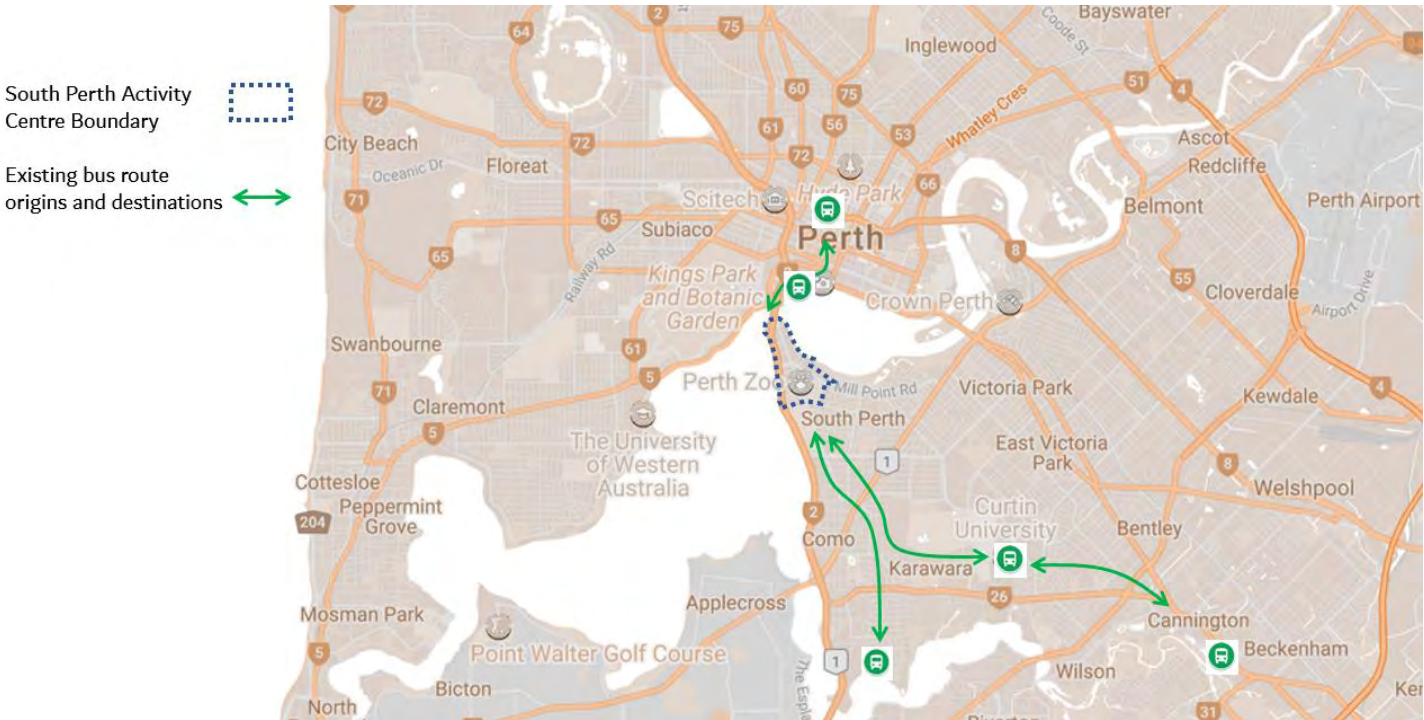 South Perth Activity
Centre Boundary
Existing bus route
origins and destinations
2
75
64
Bayswater
Coode St
Inglewood
72
60
75
51
4
61
56
53
Whatley Cres
City Beach
72
72
Ascot
Oceanic Dr
Floreat
Redcliffe
66
71
Scitech
Hyde Park
Belmont
Perth Airport
65
Subiaco
Perth
8
65
Railway Rd
Kings Park
and Botanic
Garden
Crown Perth
55
Cloverdale
Airport Drive
Swanbourne
61
5
Perth Zoo
Mill Point Rd
Victoria Park
4
71
Kewdale
Claremont
South Perth
5
The University
of Western
Australia
1
East Victoria
Park
8
Cottesloe
Welshpool
Peppermint
Grove
204
Curtin
University
2
Bentley
Como
Karawara
26
Mosman Park
Applecross
Cannington
5
Point Walter Golf Course
1
Beckenham
Wilson
The Espla
Bicton
Ker
North
31